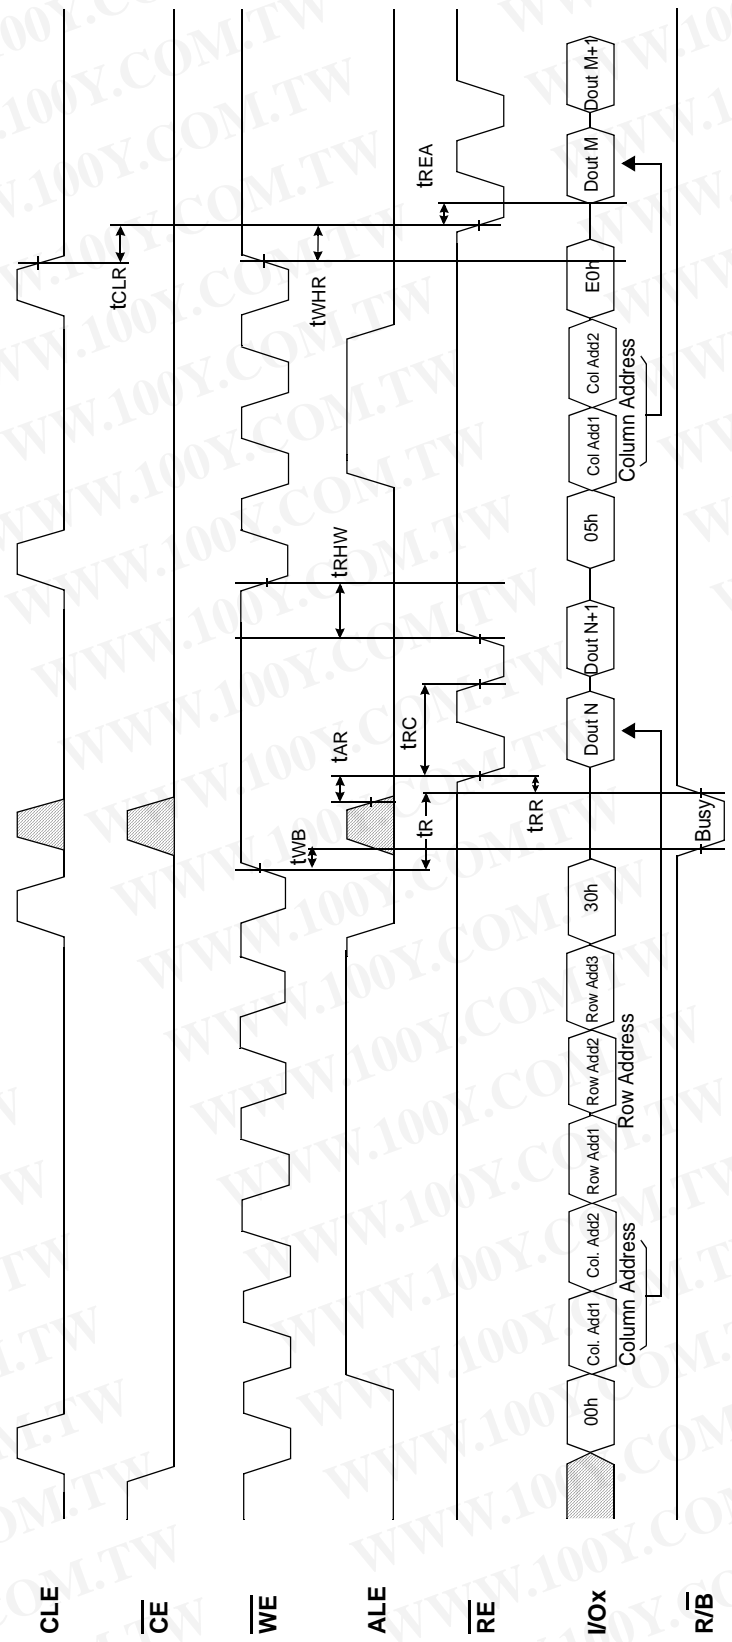 CLE
tCLR
CE
WE
tWB
tRHW
tWHR
ALE
tR
tAR
tREA
RE
tRR
tRC
I/Ox
00h
Col. Add1
Col. Add2
Row Add1
Row Add2
Row Add3
30h
Dout N
Dout N+1
05h
Col Add1
Col Add2
E0h
Dout M
Dout M+1
Column Address
Row Address
Column Address
R/B
Busy
WWW.100Y.COM.TW